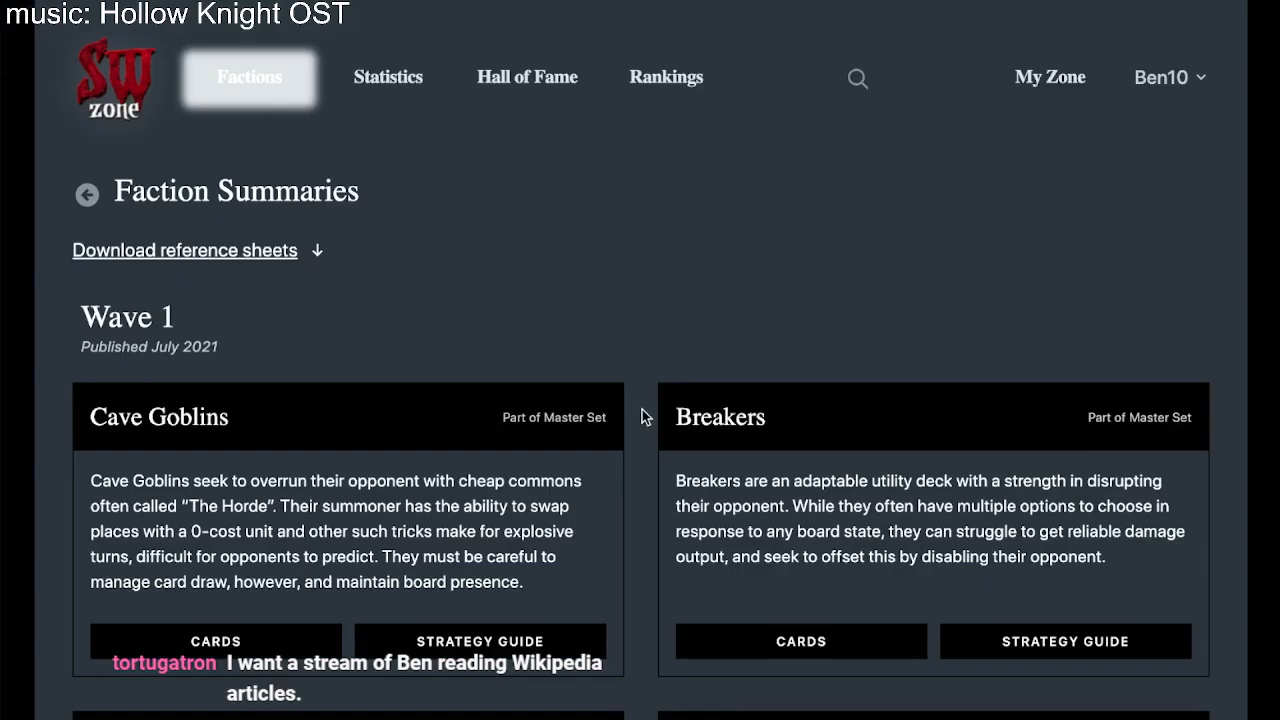 music: Hollow Knight OST
SW
zone
Factions
Statistics
Hall of Fame
Rankings
My Zone
Ben10
Faction Summaries
Download reference sheets ↓
Wave 1
Published July 2021
Cave Goblins
Part of Master Set
Cave Goblins seek to overrun their opponent with cheap commons
often called “The Horde”. Their summoner has the ability to swap
places with a 0-cost unit and other such tricks make for explosive
turns, difficult for opponents to predict. They must be careful to
manage card draw, however, and maintain board presence.
CARDS
STRATEGY GUIDE
Breakers
Part of Master Set
Breakers are an adaptable utility deck with a strength in disrupting
their opponent. While they often have multiple options to choose in
response to any board state, they can struggle to get reliable damage
output, and seek to offset this by disabling their opponent.
CARDS
STRATEGY GUIDE
tortugatron I want a stream of Ben reading Wikipedia
articles.